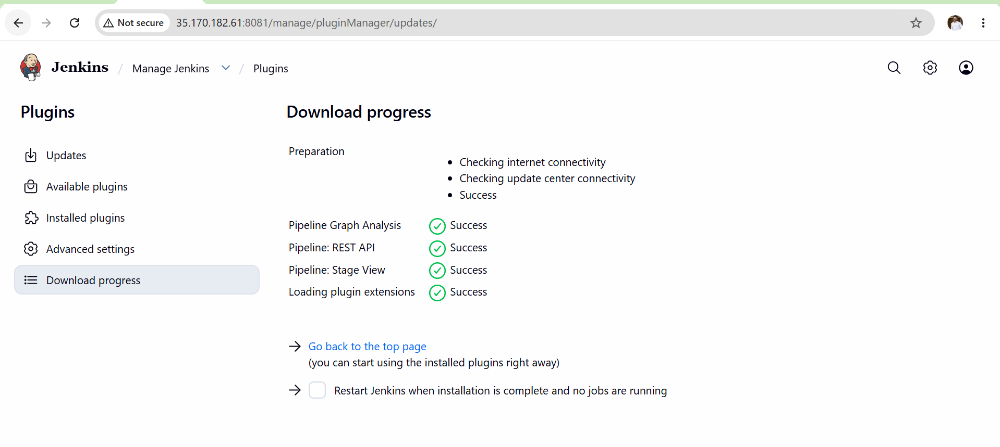 Not secure 35.170.182.61:8081/manage/pluginManager/updates/
Jenkins / Manage Jenkins / Plugins
Plugins
Updates
Available plugins
Installed plugins
Advanced settings
Download progress
Download progress
Preparation
Checking internet connectivity
Checking update center connectivity
Success
Pipeline Graph Analysis Success
Pipeline: REST API Success
Pipeline: Stage View Success
Loading plugin extensions Success
Go back to the top page
(you can start using the installed plugins right away)
Restart Jenkins when installation is complete and no jobs are running